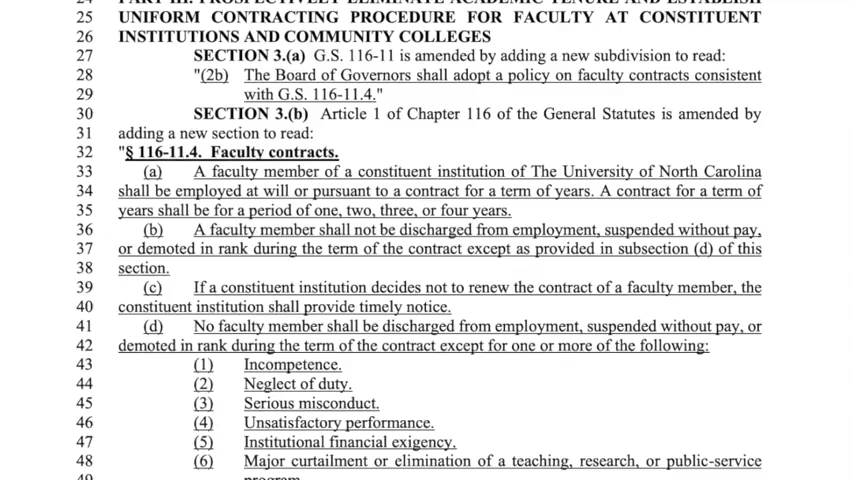 24 PART III. PROSPECTIVELY ELIMINATE ACADEMIC TENURE AND ESTABLISH
25 UNIFORM CONTRACTING PROCEDURE FOR FACULTY AT CONSTITUENT
26 INSTITUTIONS AND COMMUNITY COLLEGES
27 SECTION 3.(a) G.S. 116-11 is amended by adding a new subdivision to read:
28 "(2b) The Board of Governors shall adopt a policy on faculty contracts consistent
29 with G.S. 116-11.4."
30 SECTION 3.(b) Article 1 of Chapter 116 of the General Statutes is amended by
31 adding a new section to read:
32 "§ 116-11.4. Faculty contracts.
33 (a) A faculty member of a constituent institution of The University of North Carolina
34 shall be employed at will or pursuant to a contract for a term of years. A contract for a term of
35 years shall be for a period of one, two, three, or four years.
36 (b) A faculty member shall not be discharged from employment, suspended without pay,
37 or demoted in rank during the term of the contract except as provided in subsection (d) of this
38 section.
39 (c) If a constituent institution decides not to renew the contract of a faculty member, the
40 constituent institution shall provide timely notice.
41 (d) No faculty member shall be discharged from employment, suspended without pay, or
42 demoted in rank during the term of the contract except for one or more of the following:
43 (1) Incompetence.
44 (2) Neglect of duty.
45 (3) Serious misconduct.
46 (4) Unsatisfactory performance.
47 (5) Institutional financial exigency.
48 (6) Major curtailment or elimination of a teaching, research, or public-service
49 program.